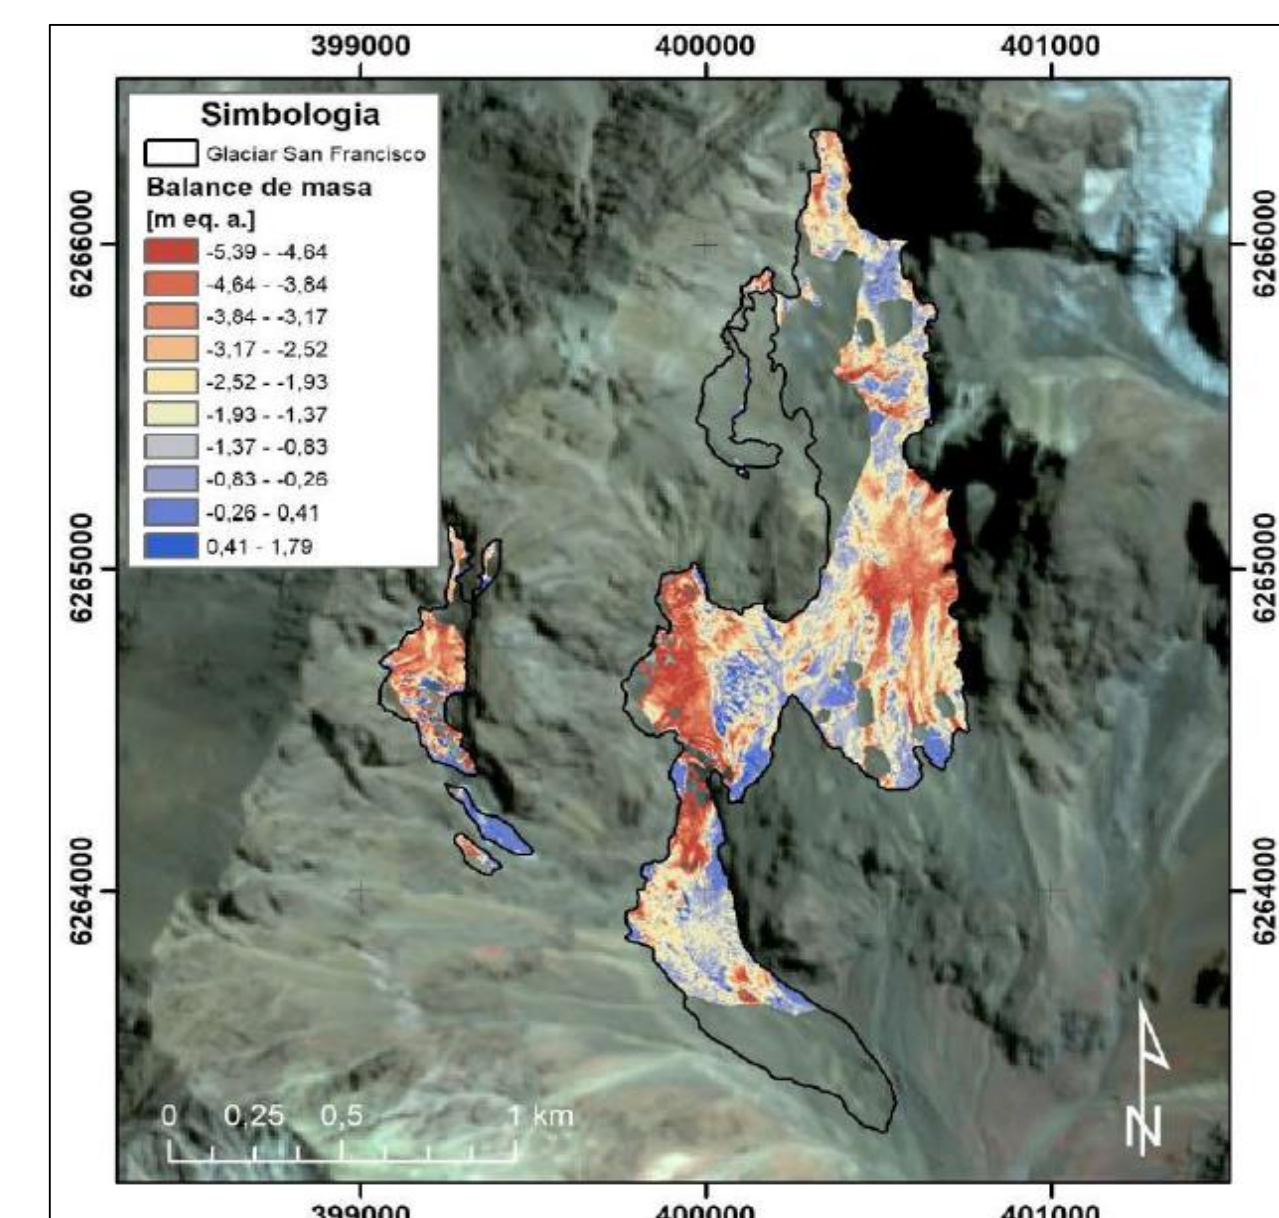 399000 400000 401000
Simbologia
Glaciar San Francisco
Balance de masa
[m eq. a.]
-5,39 - -4,64
-4,64 - -3,84
-3,84 - -3,17
-3,17 - -2,52
-2,52 - -1,93
-1,93 - -1,37
-1,37 - -0,83
-0,83 - -0,26
-0,26 - 0,41
0,41 - 1,79
6266000 6266000
6265000 6265000
6264000 6264000
0 0,25 0,5 1 km
N
399000 400000 401000